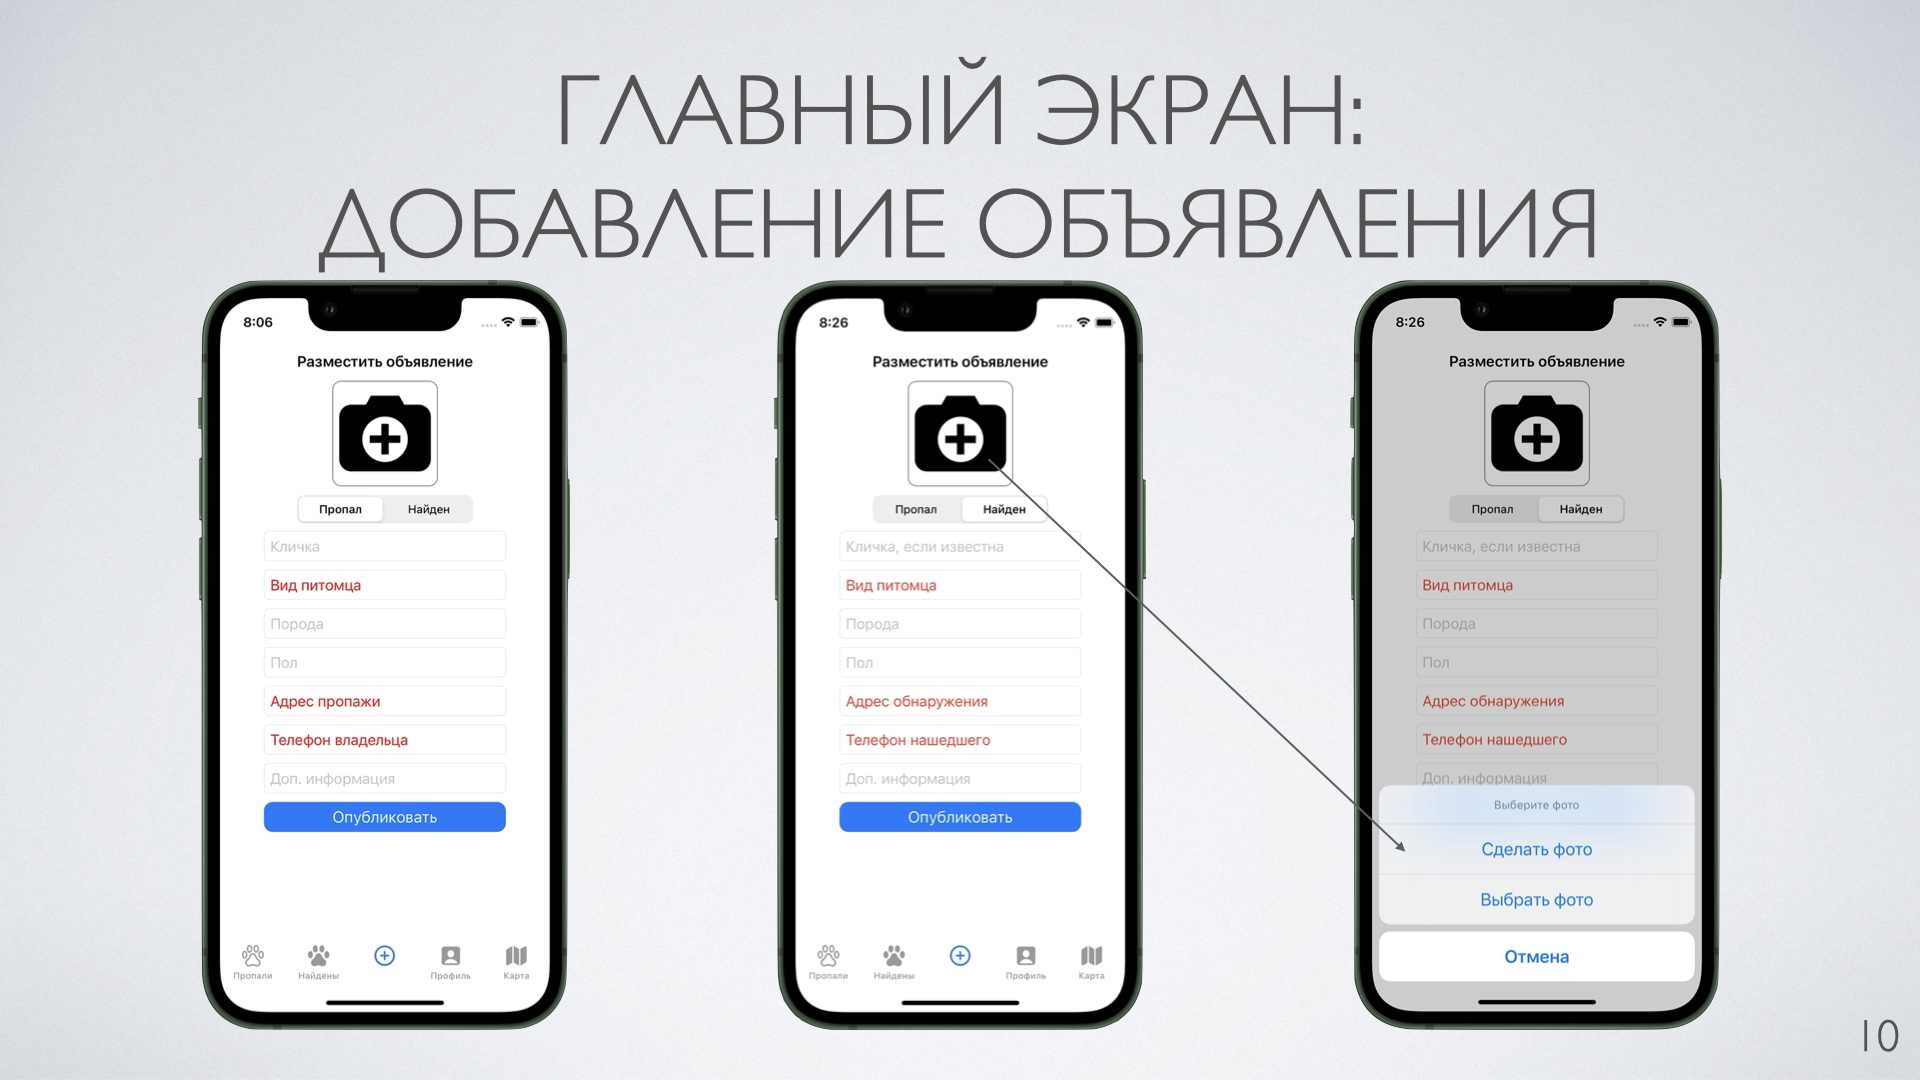 ГЛАВНЫЙ ЭКРАН:
ДОБАВЛЕНИЕ ОБЪЯВЛЕНИЯ
8:06
Разместить объявление
Пропал Найден
Кличка
Вид питомца
Порода
Пол
Адрес пропажи
Телефон владельца
Доп. информация
Опубликовать
Пропали Найдены Профиль Карта
8:26
Разместить объявление
Пропал Найден
Кличка, если известна
Вид питомца
Порода
Пол
Адрес обнаружения
Телефон нашедшего
Доп. информация
Опубликовать
Пропали Найдены Профиль Карта
8:26
Разместить объявление
Пропал Найден
Кличка, если известна
Вид питомца
Порода
Пол
Адрес обнаружения
Телефон нашедшего
Доп. информация
Выберите фото
Сделать фото
Выбрать фото
Отмена
10